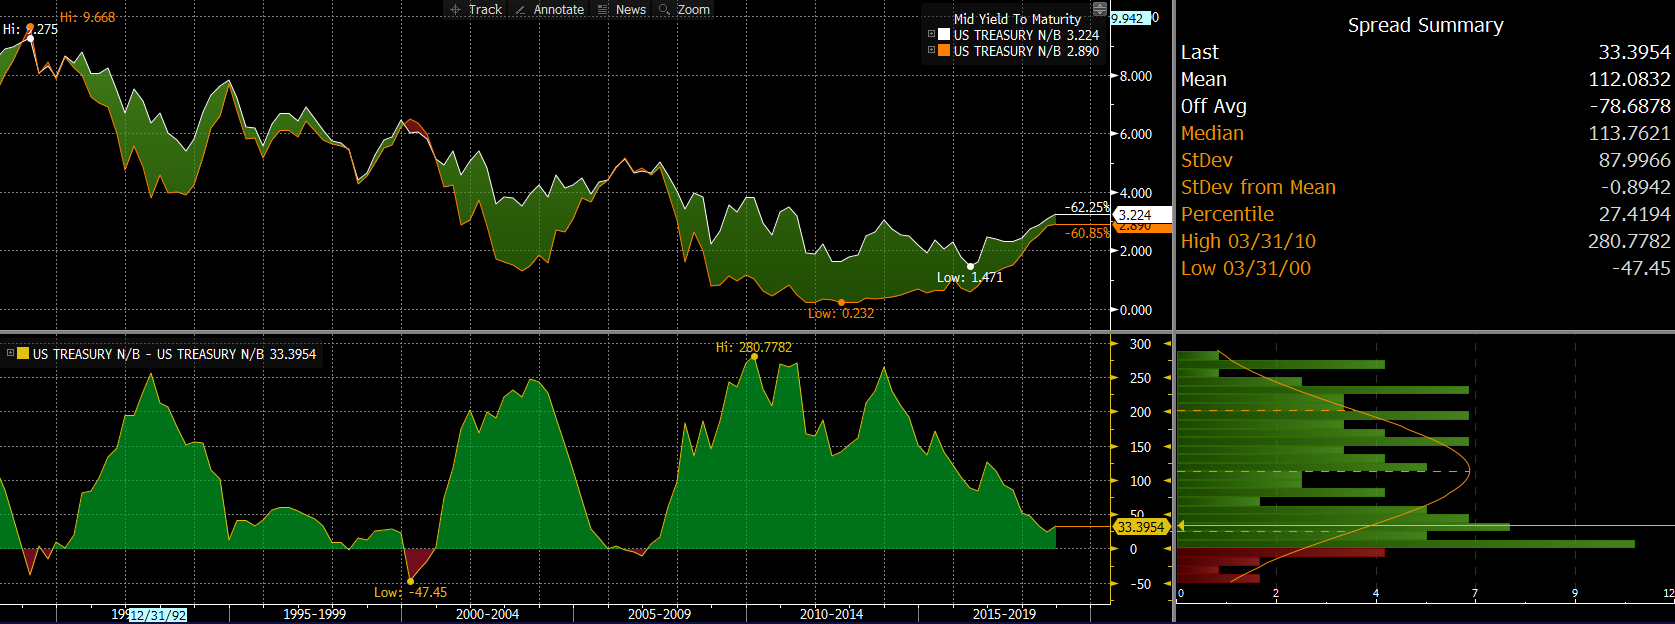 Track Annotate News Zoom
Hi: 9.668
Hi: 9.275
9.942
Mid Yield To Maturity
US TREASURY N/B 3.224
US TREASURY N/B 2.890
8.000
6.000
4.000
-62.25%
3.224
2.890
-60.85%
2.000
Low: 1.471
Low: 0.232
0.000
Spread Summary
Last 33.3954
Mean 112.0832
Off Avg -78.6878
Median 113.7621
StDev 87.9966
StDev from Mean -0.8942
Percentile 27.4194
High 03/31/10 280.7782
Low 03/31/00 -47.45
US TREASURY N/B - US TREASURY N/B 33.3954
Hi: 280.7782
300
250
200
150
100
50
33.3954
0
-50
Low: -47.45
12/31/92 1995-1999 2000-2004 2005-2009 2010-2014 2015-2019
0 2 4 7 9 12